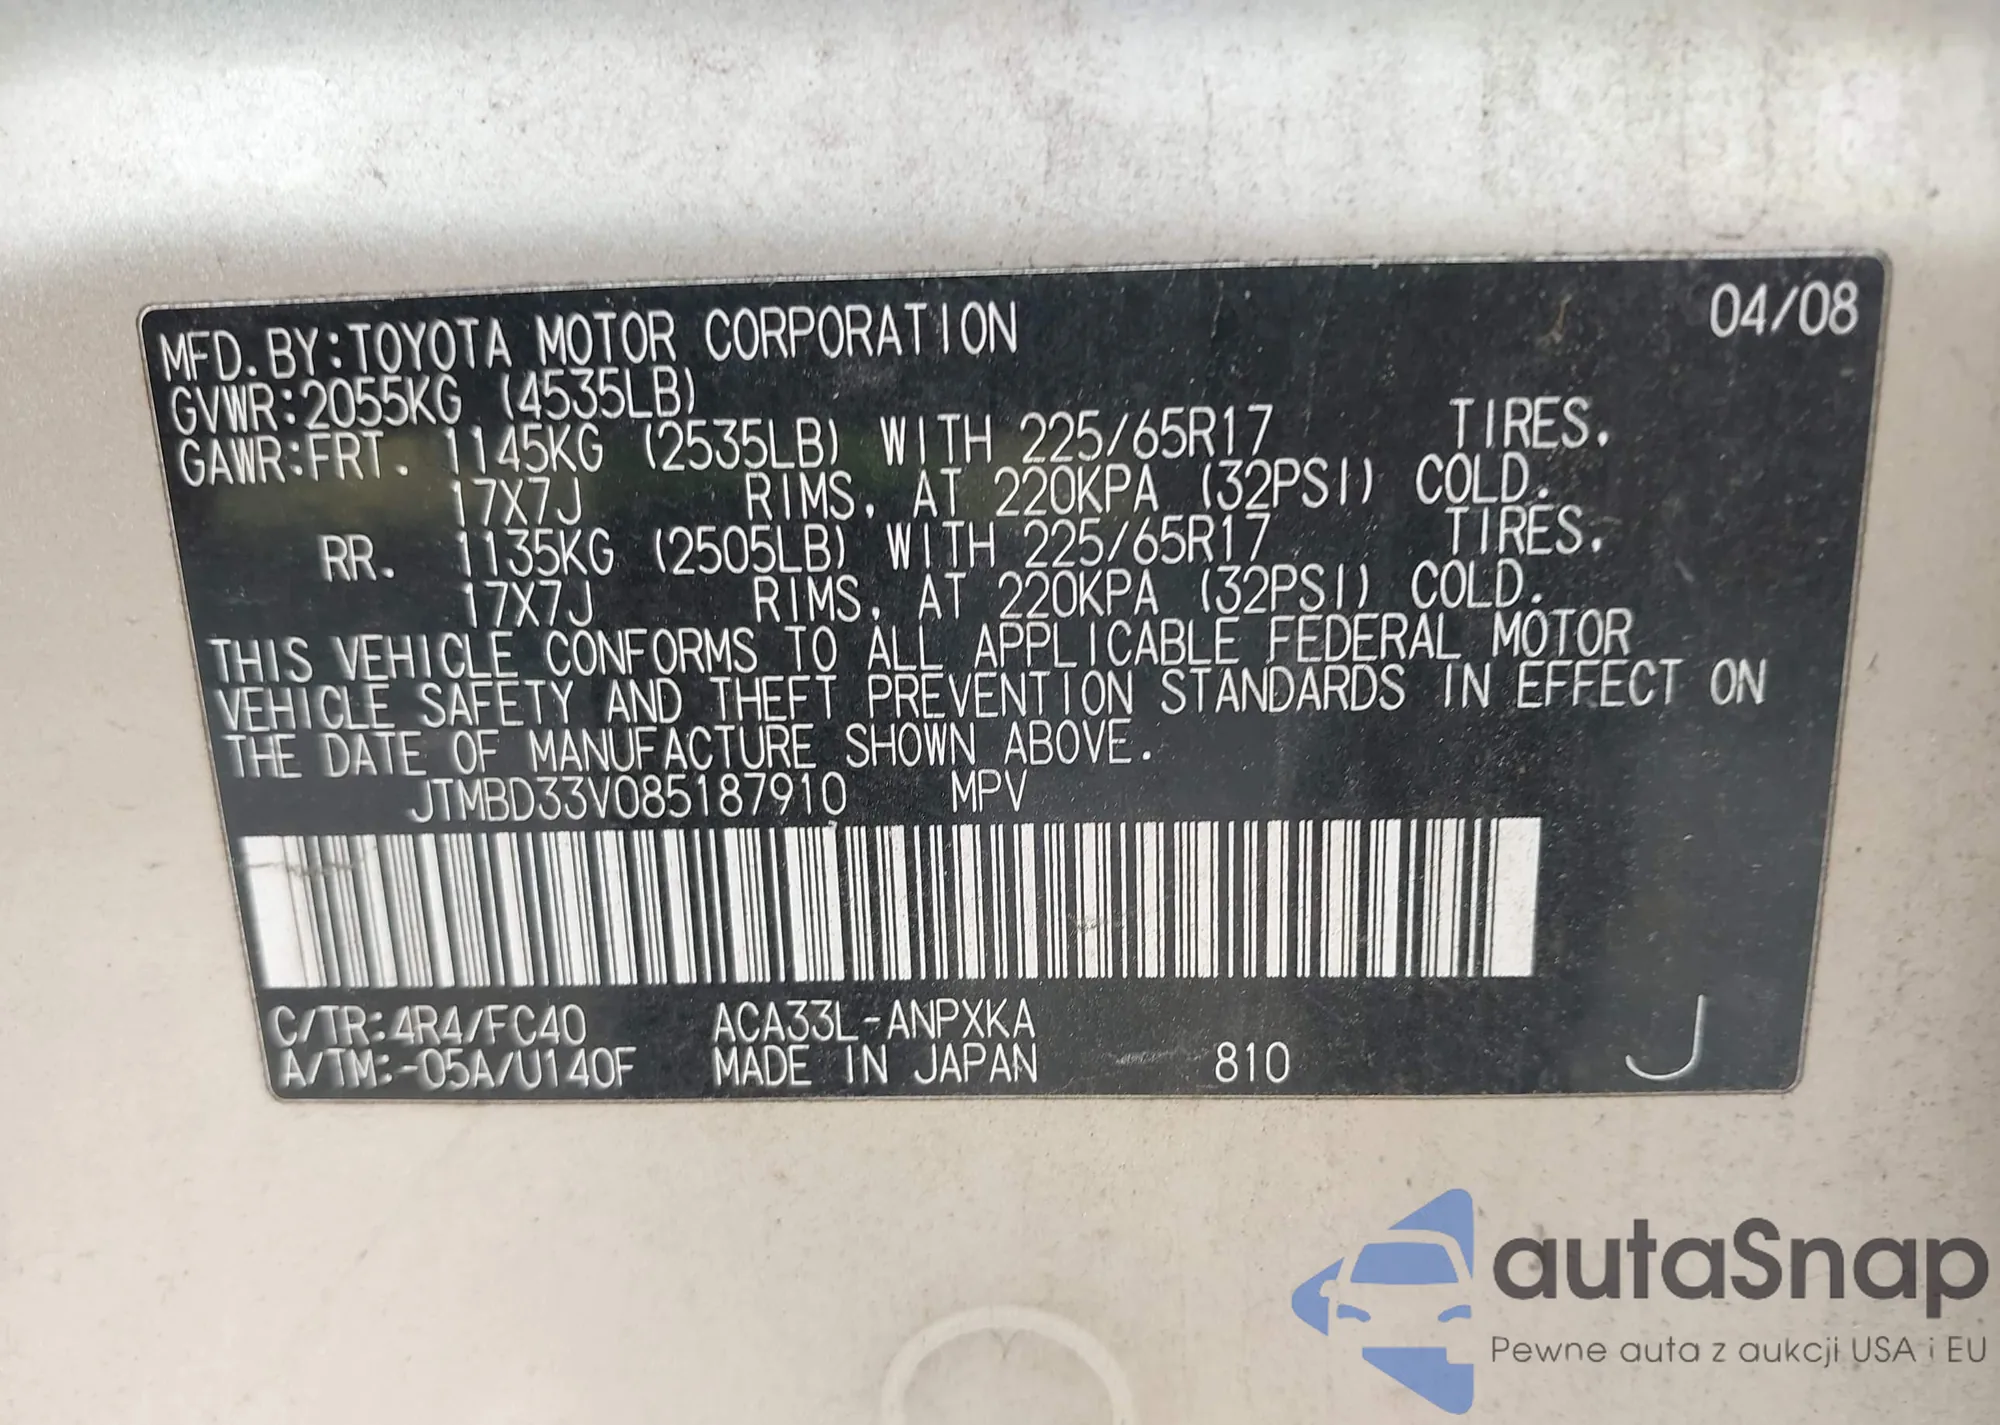 MFD. BY:TOYOTA MOTOR CORPORATION 04/08
GVWR:2055KG (4535LB)
GAWR:FRT. 1145KG (2535LB) WITH 225/65R17 TIRES.
17X7J RIMS, AT 220KPA (32PSI) COLD.
RR. 1135KG (2505LB) WITH 225/65R17 TIRES.
17X7J RIMS, AT 220KPA (32PSI) COLD.
THIS VEHICLE CONFORMS TO ALL APPLICABLE FEDERAL MOTOR
VEHICLE SAFETY AND THEFT PREVENTION STANDARDS IN EFFECT ON
THE DATE OF MANUFACTURE SHOWN ABOVE.
JTMBD33V085187910 MPV
C/TR:4R4/FC40 ACA33L-ANPXKA
A/TM:-05A/U140F MADE IN JAPAN 810 J
autaSnap
Pewne auta z aukcji USA i EU